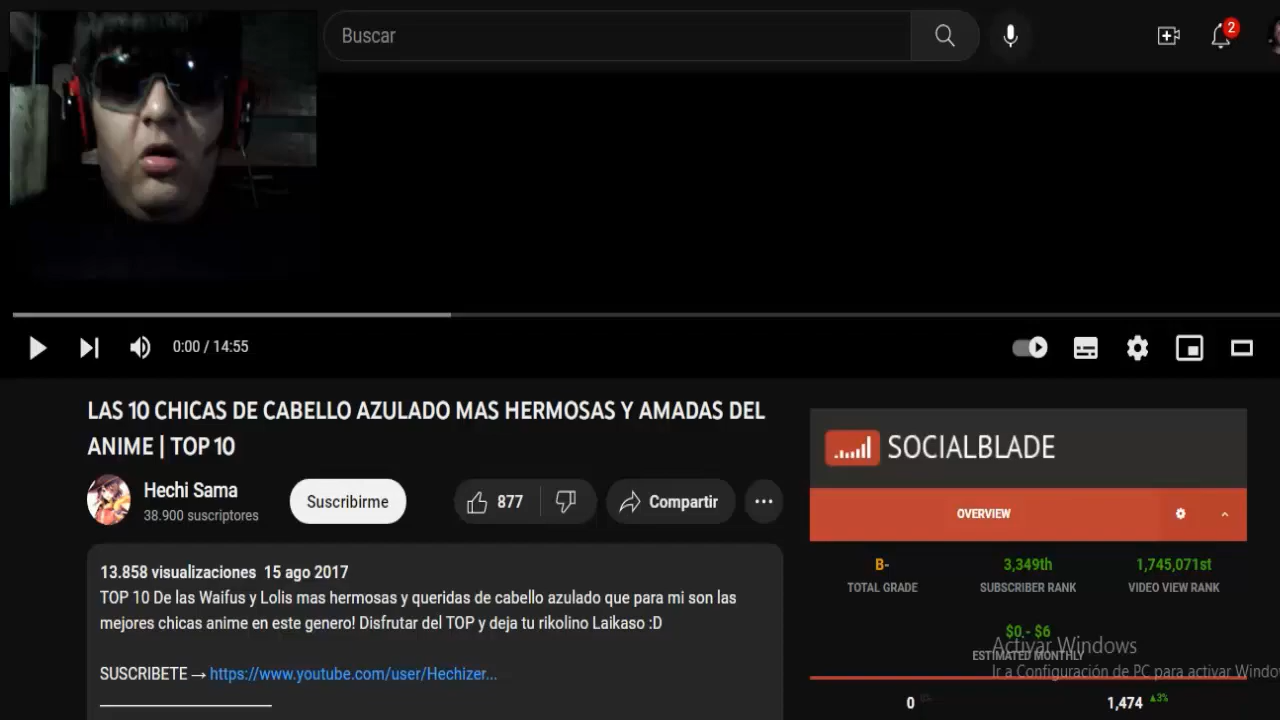 Buscar
2
0:00 / 14:55
LAS 10 CHICAS DE CABELLO AZULADO MAS HERMOSAS Y AMADAS DEL
ANIME | TOP 10
Hechi Sama
38.900 suscriptores
Suscribirme
877
Compartir
13.858 visualizaciones 15 ago 2017
TOP 10 De las Waifus y Lolis mas hermosas y queridas de cabello azulado que para mi son las
mejores chicas anime en este genero! Disfrutar del TOP y deja tu rikolino Laikaso :D
SUSCRIBETE → https://www.youtube.com/user/Hechizer...
SOCIALBLADE
OVERVIEW
B-
TOTAL GRADE
3,349th
SUBSCRIBER RANK
1,745,071st
VIDEO VIEW RANK
$0 - $6
ESTIMATED MONTHLY
Activar Windows
Ir a Configuración de PC para activar Windo
0
1,474 ▲3%